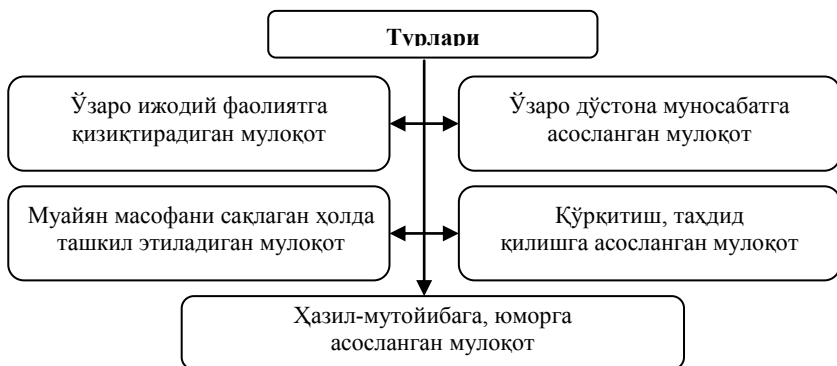 Турлари
Ўзаро ижодий фаолиятга
қизиқтирадиган мулоқот
Ўзаро дўстона муносабатга
асосланган мулоқот
Муайян масофани сақлаган ҳолда
ташкил этиладиган мулоқот
Қўрқитиш, таҳдид
қилишга асосланган мулоқот
Ҳазил-мутойибага, юморга
асосланган мулоқот